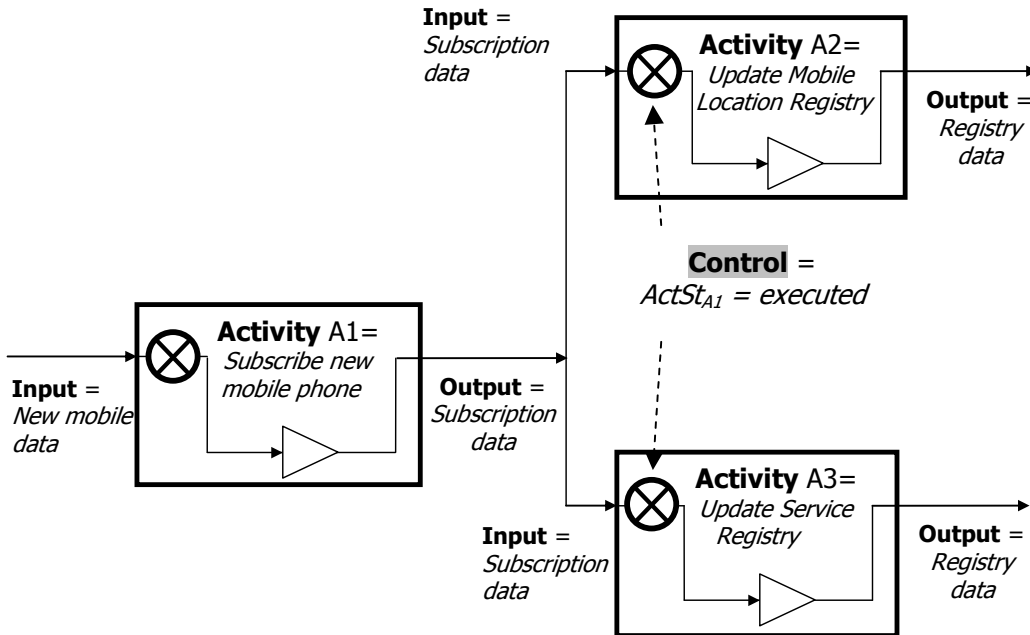 Input =
Subscription
data
Activity A2=
Update Mobile
Location Registry
Output =
Registry
data
Control =
ActSt_A1 = executed
Activity A1=
Subscribe new
mobile phone
Input =
New mobile
data
Output =
Subscription
data
Activity A3=
Update Service
Registry
Input =
Subscription
data
Output =
Registry
data